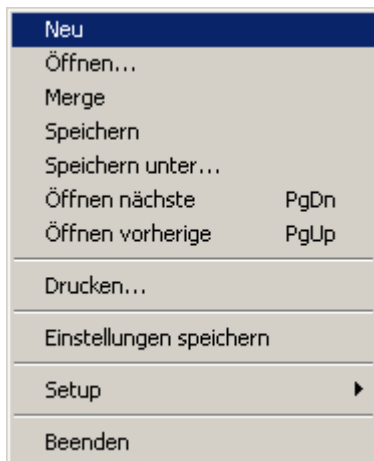 Neu
Öffnen...
Merge
Speichern
Speichern unter...
Öffnen nächste PgDn
Öffnen vorherige PgUp
Drucken...
Einstellungen speichern
Setup
Beenden